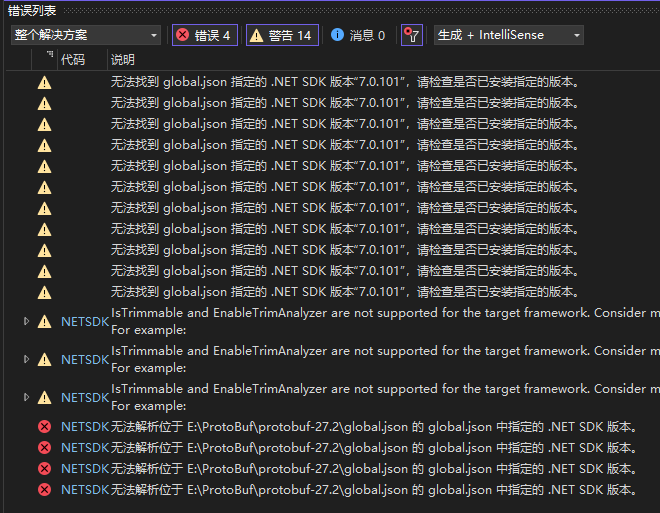 错误列表
整个解决方案
错误 4
警告 14
消息 0
生成 + IntelliSense
代码
说明
无法找到 global.json 指定的 .NET SDK 版本“7.0.101”，请检查是否已安装指定的版本。
无法找到 global.json 指定的 .NET SDK 版本“7.0.101”，请检查是否已安装指定的版本。
无法找到 global.json 指定的 .NET SDK 版本“7.0.101”，请检查是否已安装指定的版本。
无法找到 global.json 指定的 .NET SDK 版本“7.0.101”，请检查是否已安装指定的版本。
无法找到 global.json 指定的 .NET SDK 版本“7.0.101”，请检查是否已安装指定的版本。
无法找到 global.json 指定的 .NET SDK 版本“7.0.101”，请检查是否已安装指定的版本。
无法找到 global.json 指定的 .NET SDK 版本“7.0.101”，请检查是否已安装指定的版本。
无法找到 global.json 指定的 .NET SDK 版本“7.0.101”，请检查是否已安装指定的版本。
无法找到 global.json 指定的 .NET SDK 版本“7.0.101”，请检查是否已安装指定的版本。
无法找到 global.json 指定的 .NET SDK 版本“7.0.101”，请检查是否已安装指定的版本。
无法找到 global.json 指定的 .NET SDK 版本“7.0.101”，请检查是否已安装指定的版本。
NETSDK IsTrimmable and EnableTrimAnalyzer are not supported for the target framework. Consider m
For example:
NETSDK IsTrimmable and EnableTrimAnalyzer are not supported for the target framework. Consider m
For example:
NETSDK IsTrimmable and EnableTrimAnalyzer are not supported for the target framework. Consider m
For example:
NETSDK 无法解析位于 E:\ProtoBuf\protobuf-27.2\global.json 的 global.json 中指定的 .NET SDK 版本。
NETSDK 无法解析位于 E:\ProtoBuf\protobuf-27.2\global.json 的 global.json 中指定的 .NET SDK 版本。
NETSDK 无法解析位于 E:\ProtoBuf\protobuf-27.2\global.json 的 global.json 中指定的 .NET SDK 版本。
NETSDK 无法解析位于 E:\ProtoBuf\protobuf-27.2\global.json 的 global.json 中指定的 .NET SDK 版本。